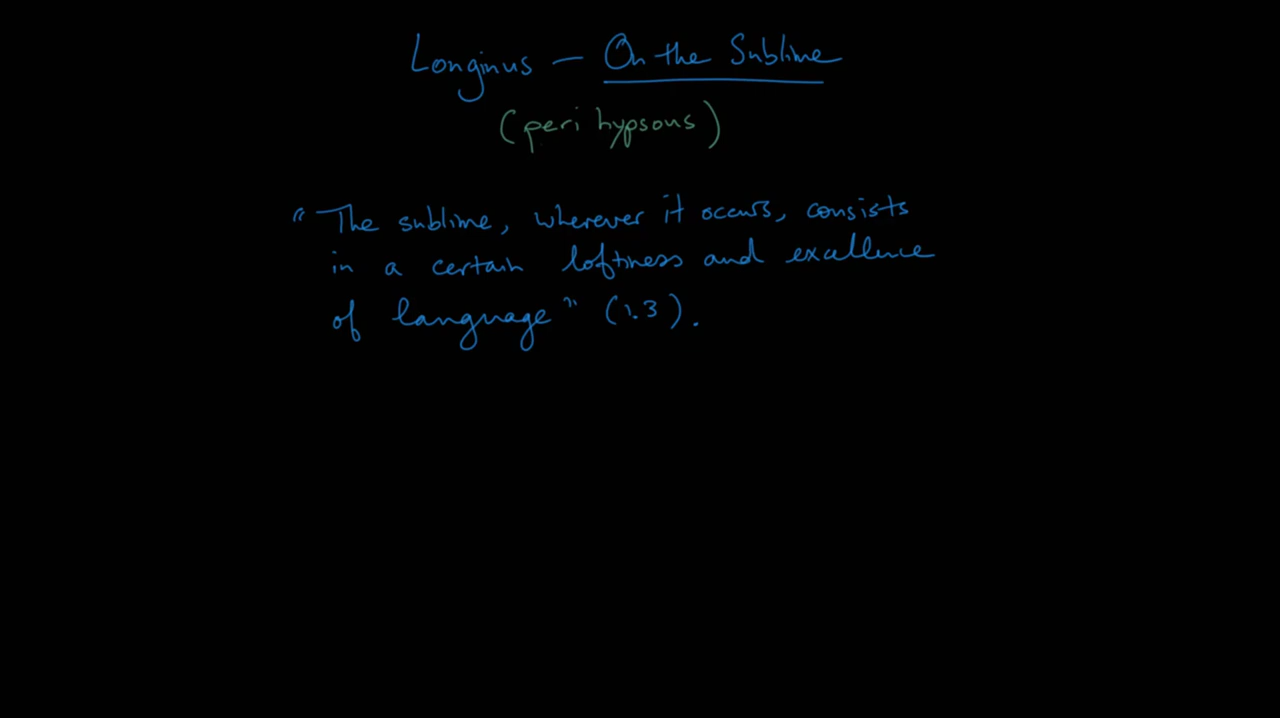 Longinus — On the Sublime
(peri hypsous)
"The sublime, wherever it occurs, consists
in a certain loftiness and excellence
of language" (1.3).